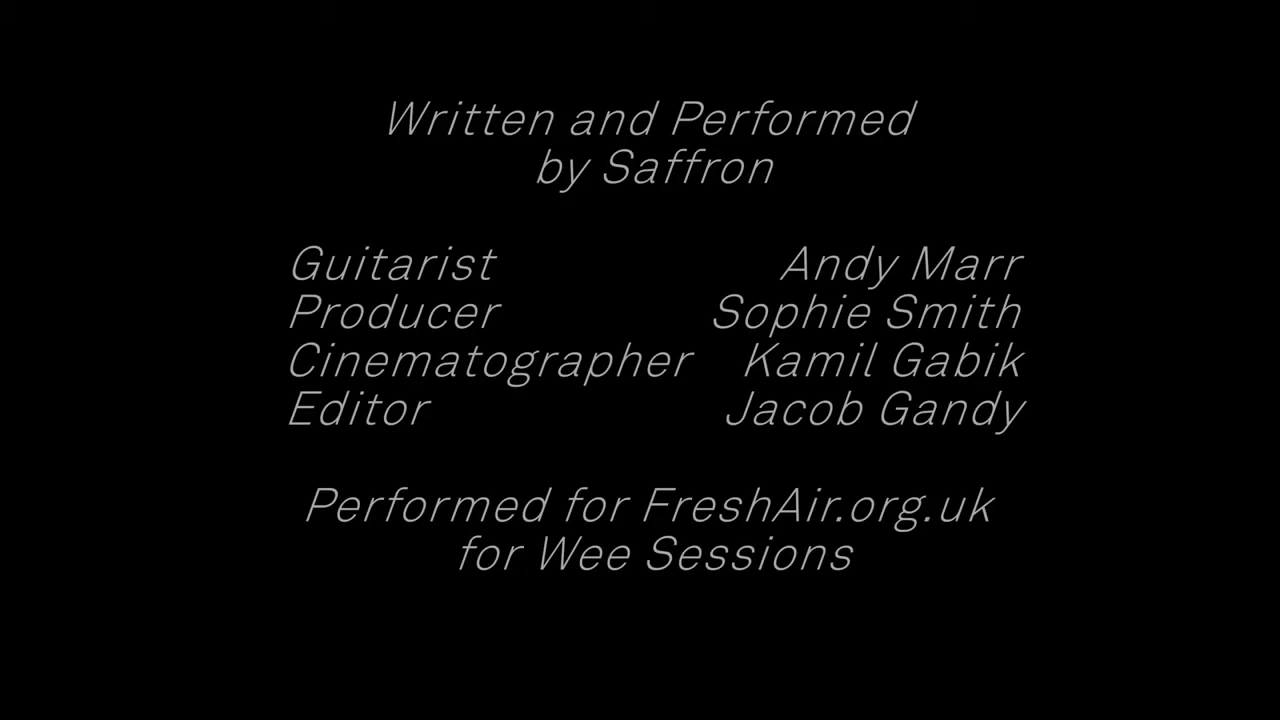 Written and Performed
by Saffron
Guitarist Andy Marr
Producer Sophie Smith
Cinematographer Kamil Gabik
Editor Jacob Gandy
Performed for FreshAir.org.uk
for Wee Sessions